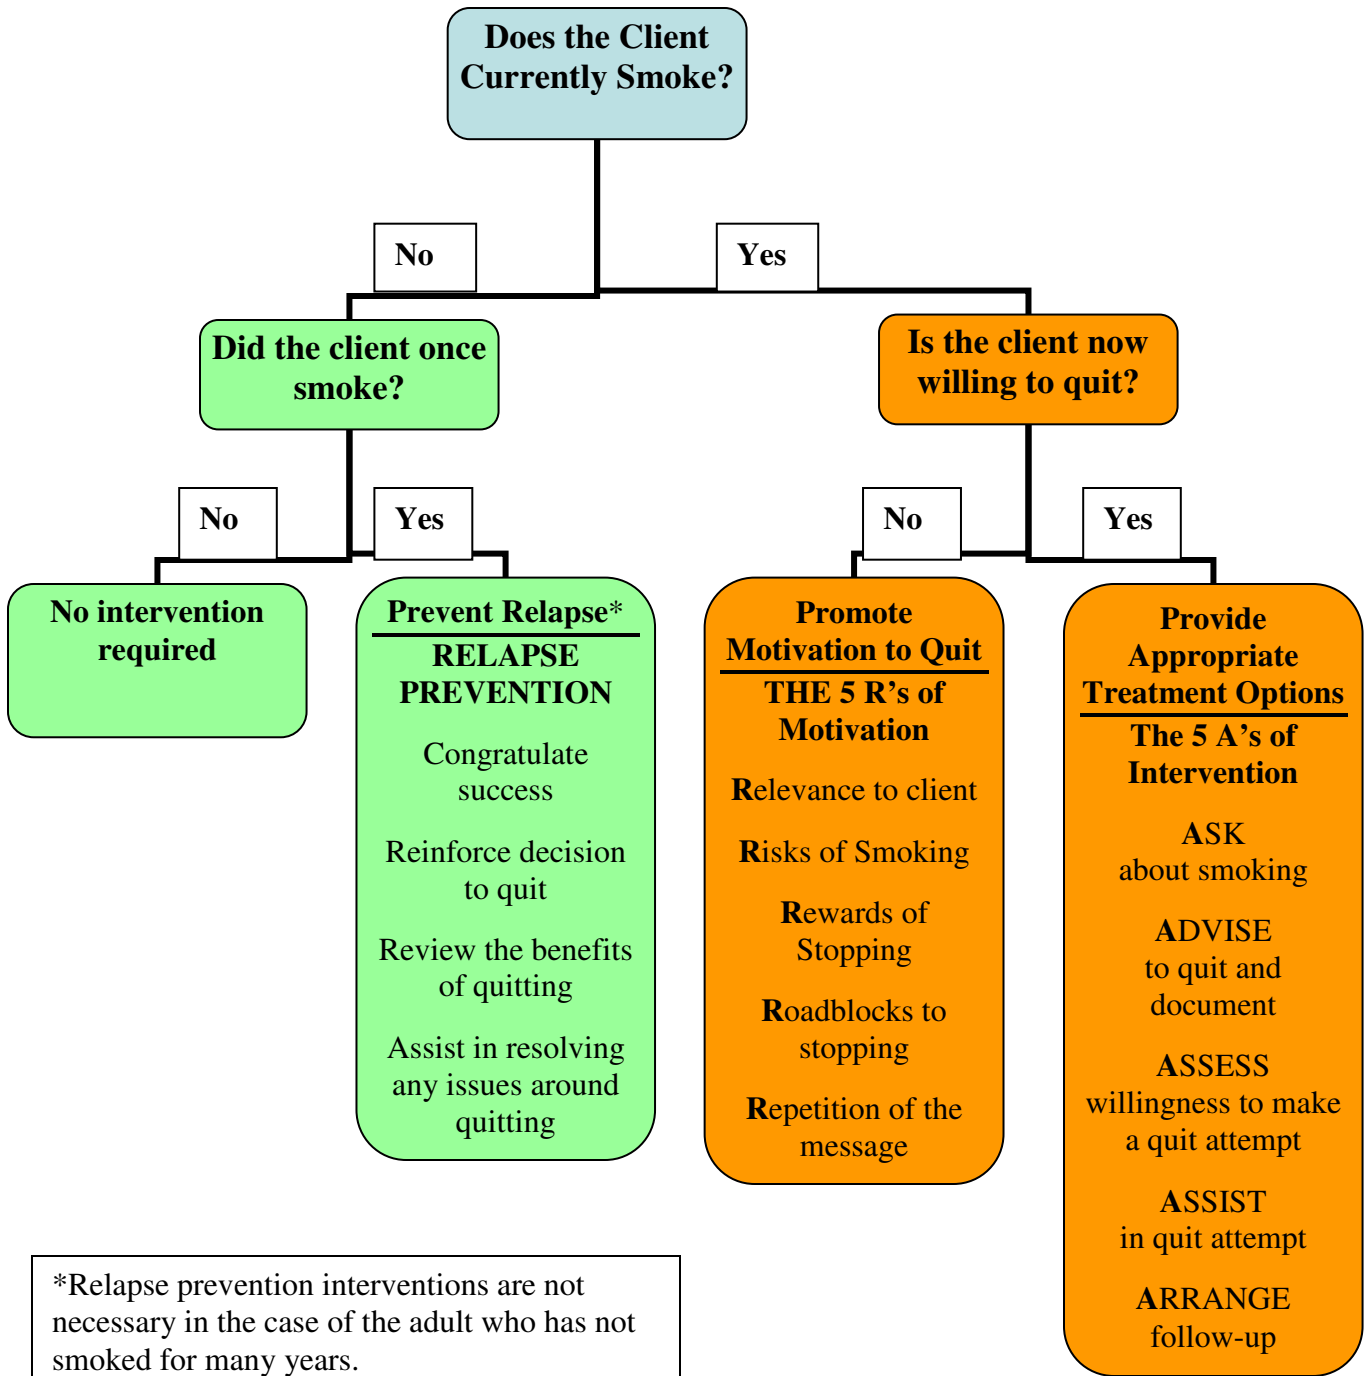 Does the Client
Currently Smoke?
No
Yes
Did the client once
smoke?
Is the client now
willing to quit?
No
Yes
No
Yes
No intervention
required
Prevent Relapse*
RELAPSE
PREVENTION
Congratulate
success
Reinforce decision
to quit
Review the benefits
of quitting
Assist in resolving
any issues around
quitting
Promote
Motivation to Quit
THE 5 R's of
Motivation
Relevance to client
Risks of Smoking
Rewards of
Stopping
Roadblocks to
stopping
Repetition of the
message
Provide
Appropriate
Treatment Options
The 5 A's of
Intervention
ASK
about smoking
ADVISE
to quit and
document
ASSESS
willingness to make
a quit attempt
ASSIST
in quit attempt
ARRANGE
follow-up
*Relapse prevention interventions are not
necessary in the case of the adult who has not
smoked for many years.